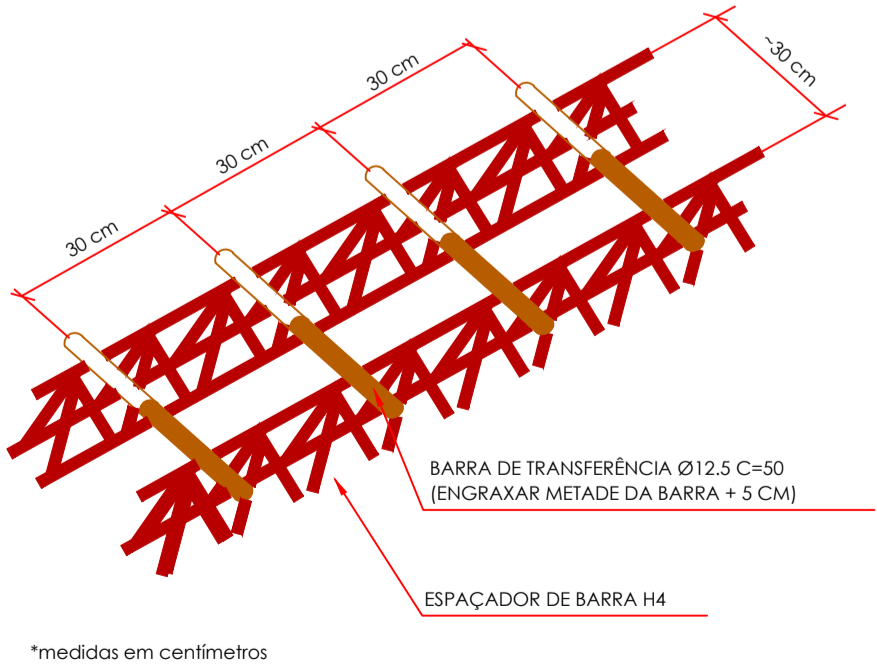 30 cm
~30 cm
30 cm
30 cm
BARRA DE TRANSFERÊNCIA Ø12.5 C=50
(ENGRAXAR METADE DA BARRA + 5 CM)
ESPAÇADOR DE BARRA H4
*medidas em centímetros